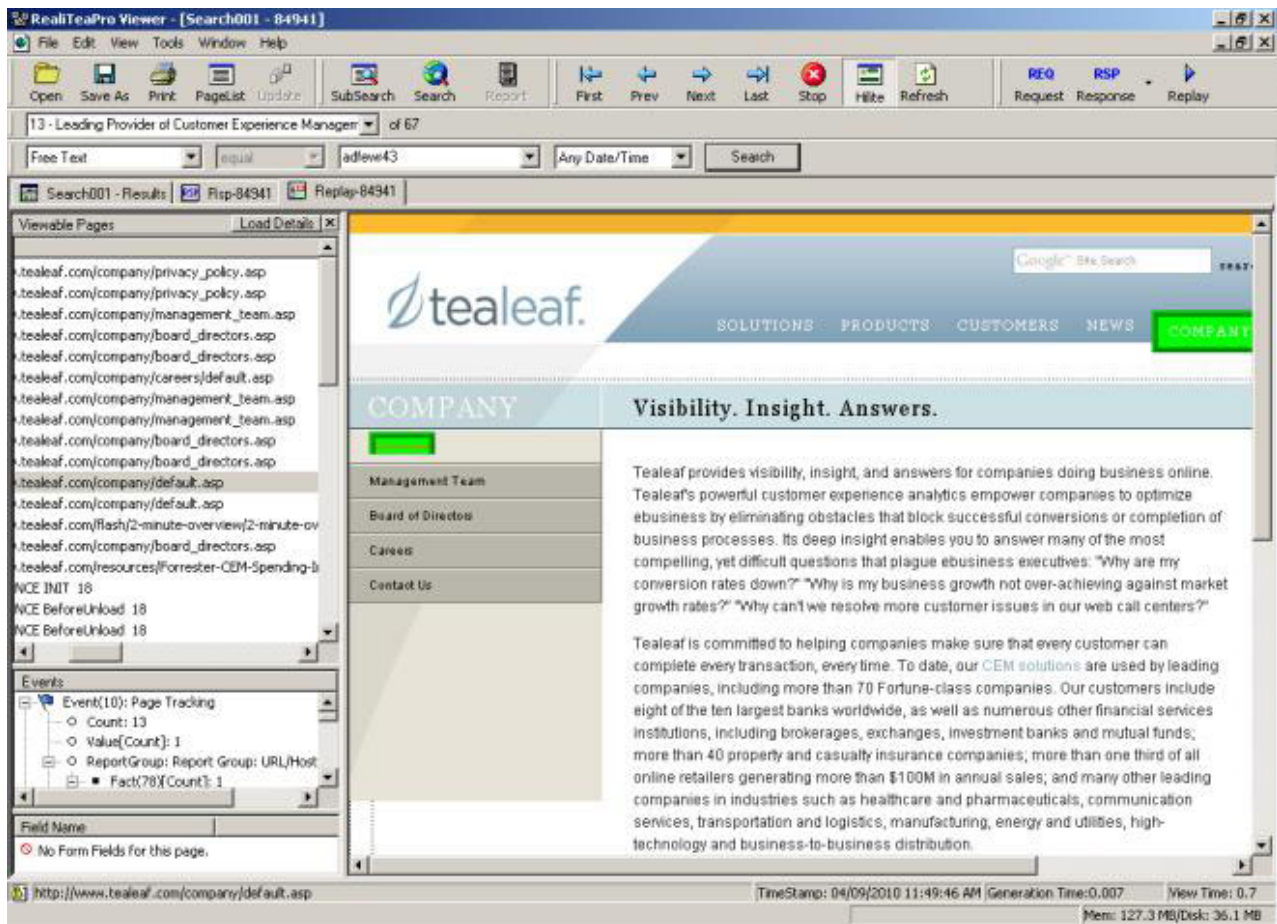 RealiTeaPro Viewer - [Search001 - 84941]
File Edit View Tools Window Help
Open Save As Print PageList Update SubSearch Search Report First Prev Next Last Stop Hilite Refresh REQ Request RSP Response Replay
13 - Leading Provider of Customer Experience Managem of 67
Free Text equal adlevw43 Any Date/Time Search
Search001 - Results RSP Rsp-84941 Replay-84941
Viewable Pages Load Details
.tealeaf.com/company/privacy_policy.asp
.tealeaf.com/company/privacy_policy.asp
.tealeaf.com/company/management_team.asp
.tealeaf.com/company/board_directors.asp
.tealeaf.com/company/board_directors.asp
.tealeaf.com/company/careers/default.asp
.tealeaf.com/company/management_team.asp
.tealeaf.com/company/management_team.asp
.tealeaf.com/company/board_directors.asp
.tealeaf.com/company/board_directors.asp
.tealeaf.com/company/default.asp
.tealeaf.com/company/default.asp
.tealeaf.com/flash/2-minute-overview/2-minute-ov
.tealeaf.com/company/board_directors.asp
.tealeaf.com/resources/Forrester-CEM-Spending-I
NCE INIT 18
NCE BeforeUnload 18
NCE BeforeUnload 18
Events
Event(10): Page Tracking
Count: 13
Value[Count]: 1
ReportGroup: Report Group: URL/Host
Fact(78)[Count]: 1
Field Name
No Form Fields for this page.
Google™ Site Search sear
tealeaf.
SOLUTIONS PRODUCTS CUSTOMERS NEWS COMPANY
COMPANY
Management Team
Board of Directors
Careers
Contact Us
Visibility. Insight. Answers.
Tealeaf provides visibility, insight, and answers for companies doing business online.
Tealeaf's powerful customer experience analytics empower companies to optimize
ebusiness by eliminating obstacles that block successful conversions or completion of
business processes. Its deep insight enables you to answer many of the most
compelling, yet difficult questions that plague ebusiness executives: "Why are my
conversion rates down?" "Why is my business growth not over-achieving against market
growth rates?" "Why can't we resolve more customer issues in our web call centers?"
Tealeaf is committed to helping companies make sure that every customer can
complete every transaction, every time. To date, our CEM solutions are used by leading
companies, including more than 70 Fortune-class companies. Our customers include
eight of the ten largest banks worldwide, as well as numerous other financial services
institutions, including brokerages, exchanges, investment banks and mutual funds;
more than 40 property and casualty insurance companies; more than one third of all
online retailers generating more than $100M in annual sales; and many other leading
companies in industries such as healthcare and pharmaceuticals, communication
services, transportation and logistics, manufacturing, energy and utilities, high-
technology and business-to-business distribution.
http://www.tealeaf.com/company/default.asp TimeStamp: 04/09/2010 11:49:46 AM Generation Time:0.007 View Time: 0.7
Mem: 127.3 MB/Disk: 36.1 MB